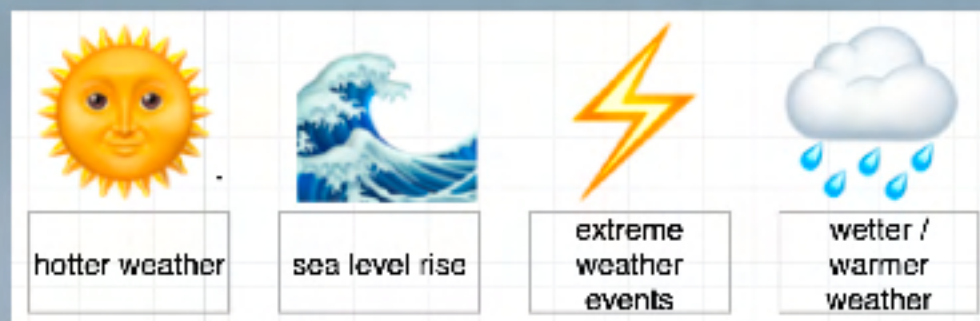 hotter weather
sea level rise
extreme
weather
events
wetter /
warmer
weather